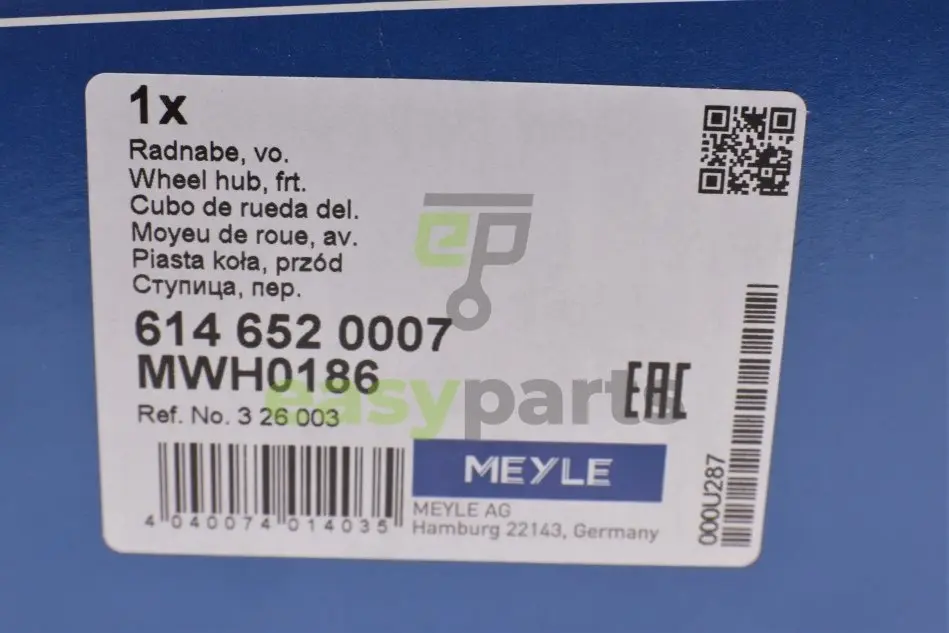 1x
Radnabe, vo.
Wheel hub, frt.
Cubo de rueda del.
Moyeu de roue, av.
Piasta koła, przód
Ступица, пер.
614 652 0007
MWH0186
Ref. No. 3 26 003
4 040074 014035
MEYLE
MEYLE AG
Hamburg 22143, Germany
EAC
000U287
ep
easyparts